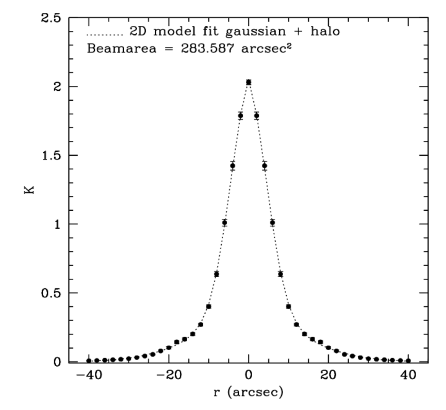 2D model fit gaussian + halo
Beamarea = 283.587 arcsec²
2.5
2
1.5
1
0.5
0
K
−40 −20 0 20 40
r (arcsec)